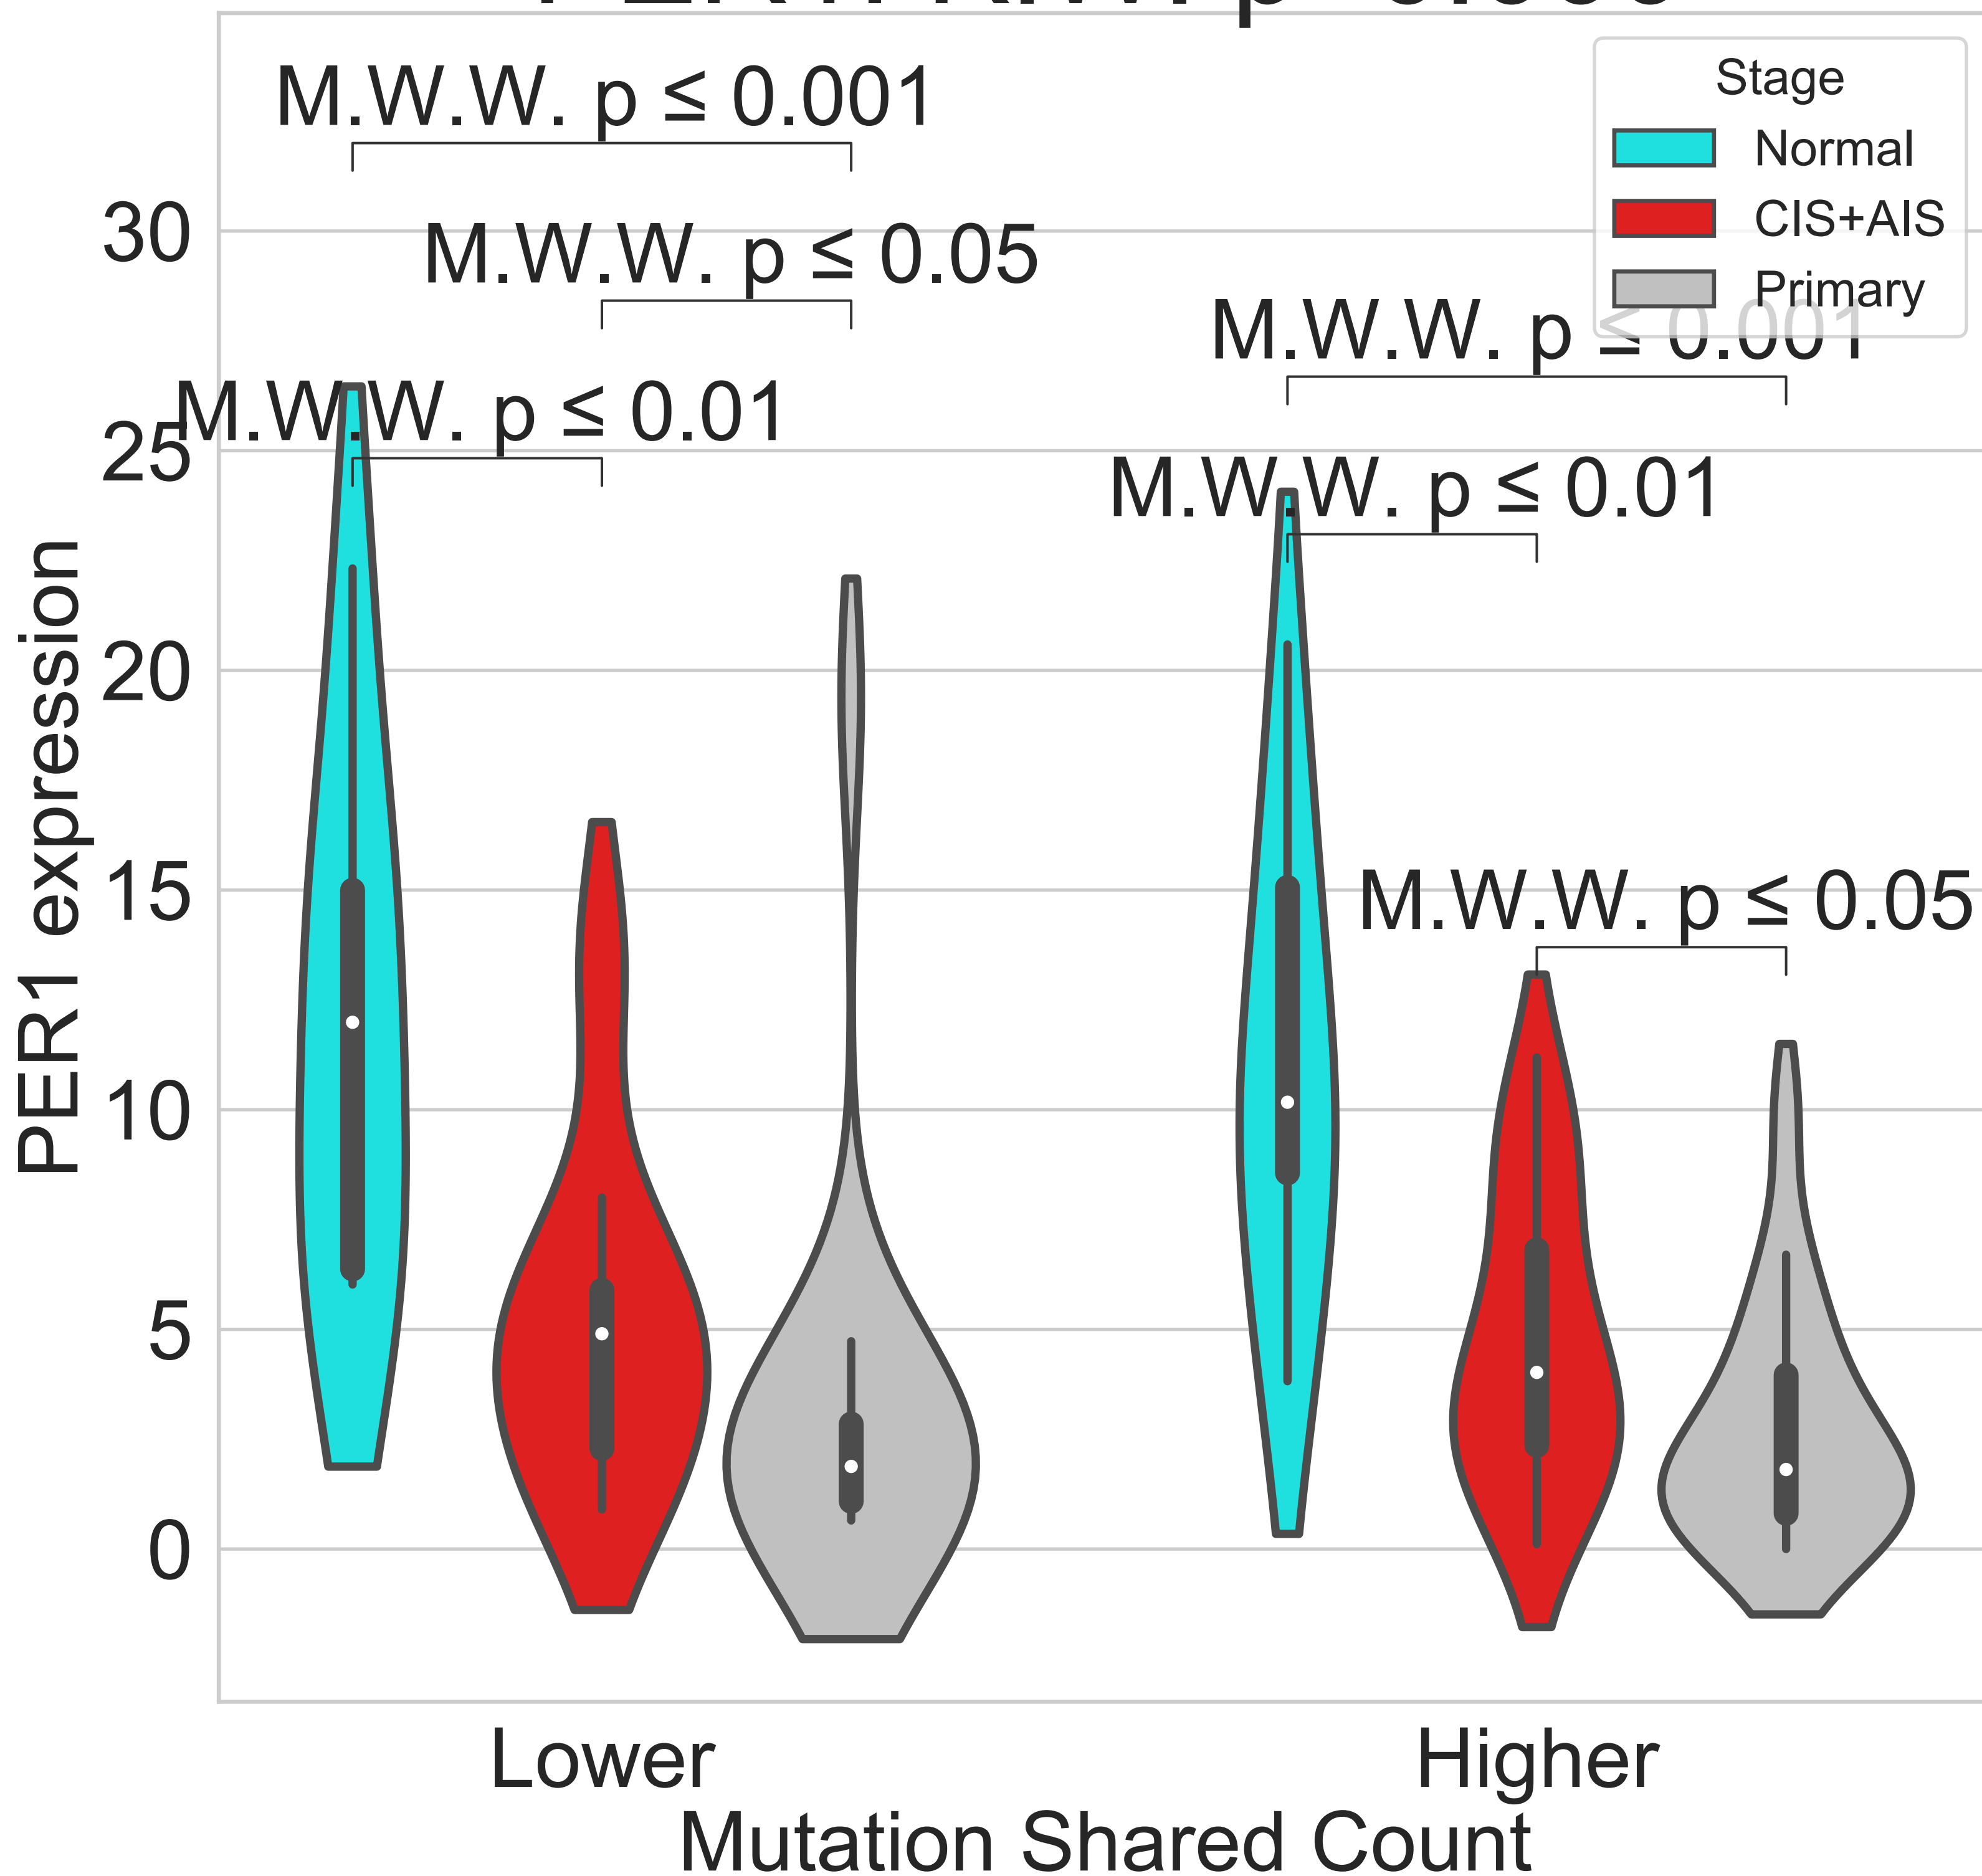 M.W.W. p ≤ 0.001
Stage
Normal
CIS+AIS
Primary
30
M.W.W. p ≤ 0.05
M.W.W. p ≤ 0.001
M.W.W. p ≤ 0.01
25
M.W.W. p ≤ 0.01
20
15
M.W.W. p ≤ 0.05
10
5
0
PER1 expression
Lower
Higher
Mutation Shared Count